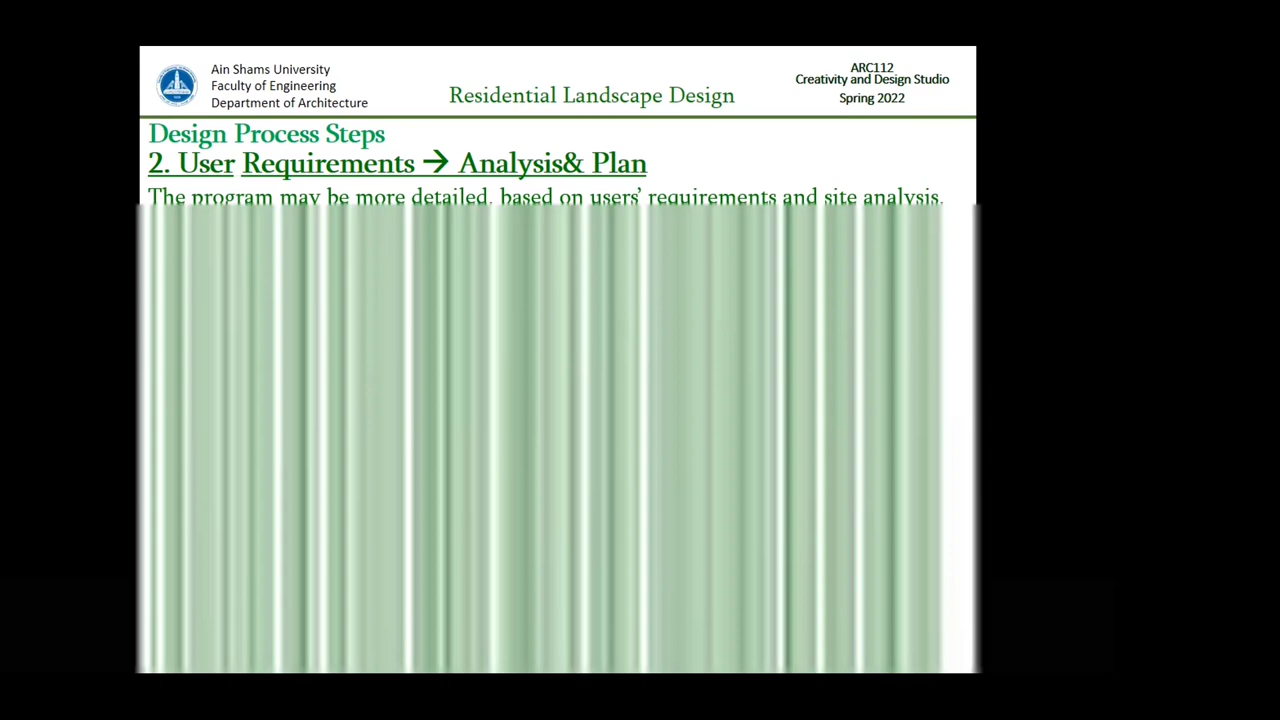 Ain Shams University
Faculty of Engineering
Department of Architecture
Residential Landscape Design
ARC112
Creativity and Design Studio
Spring 2022
Design Process Steps
2. User Requirements → Analysis& Plan
The program may be more detailed, based on users’ requirements and site analysis.